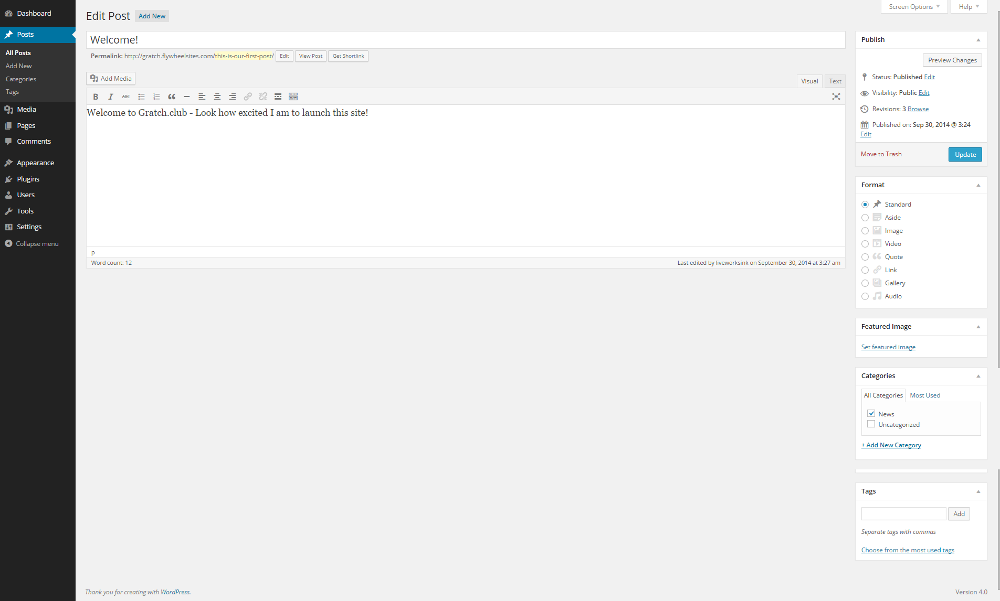 Dashboard
Posts
All Posts
Add New
Categories
Tags
Media
Pages
Comments
Appearance
Plugins
Users
Tools
Settings
Collapse menu
Screen Options
Help
Edit Post
Add New
Welcome!
Permalink: http://gratch.flywheelsites.com/this-is-our-first-post/ Edit View Post Get Shortlink
Add Media
Visual Text
B I ABC
Welcome to Gratch.club - Look how excited I am to launch this site!
p
Word count: 12
Last edited by liveworksink on September 30, 2014 at 3:27 am
Publish
Preview Changes
Status: Published Edit
Visibility: Public Edit
Revisions: 3 Browse
Published on: Sep 30, 2014 @ 3:24
Edit
Move to Trash
Update
Format
Standard
Aside
Image
Video
Quote
Link
Gallery
Audio
Featured Image
Set featured image
Categories
All Categories Most Used
News
Uncategorized
+ Add New Category
Tags
Add
Separate tags with commas
Choose from the most used tags
Thank you for creating with WordPress.
Version 4.0